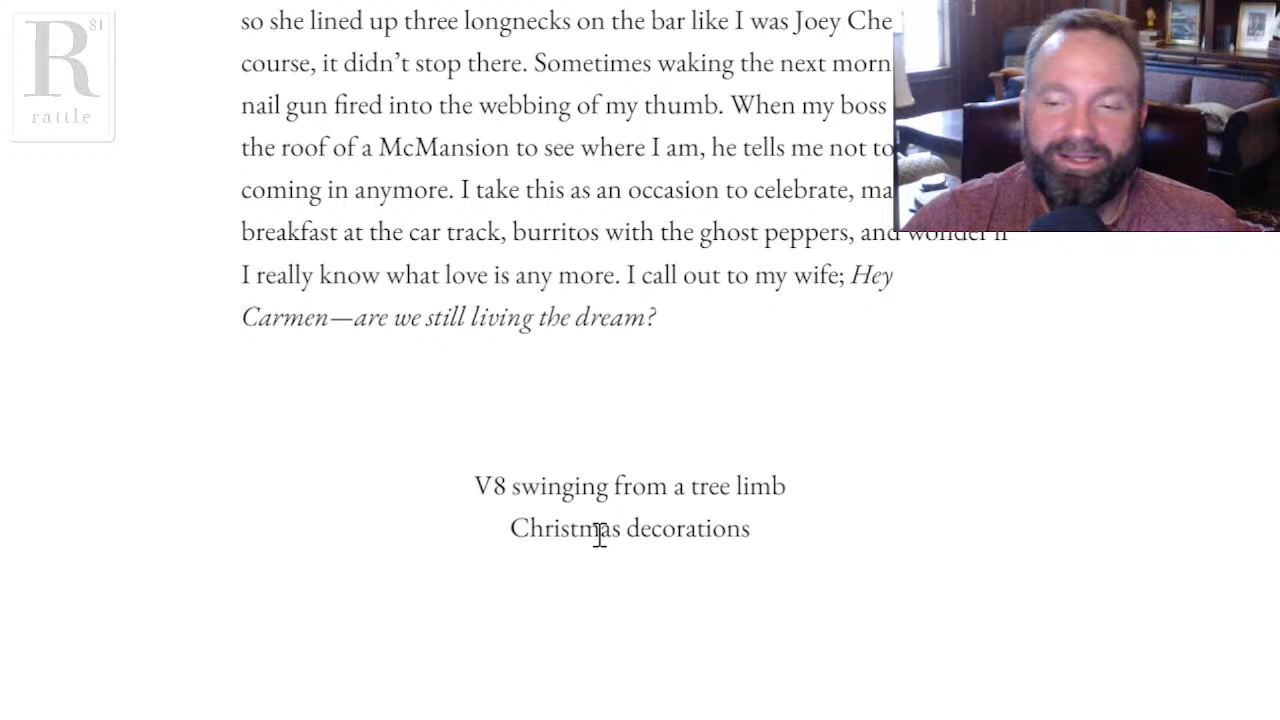 R
81
rattle
so she lined up three longnecks on the bar like I was Joey Che
course, it didn’t stop there. Sometimes waking the next morn
nail gun fired into the webbing of my thumb. When my boss
the roof of a McMansion to see where I am, he tells me not to
coming in anymore. I take this as an occasion to celebrate, ma
breakfast at the car track, burritos with the ghost peppers, and wonder if
I really know what love is any more. I call out to my wife; Hey
Carmen—are we still living the dream?
V8 swinging from a tree limb
Christmas decorations